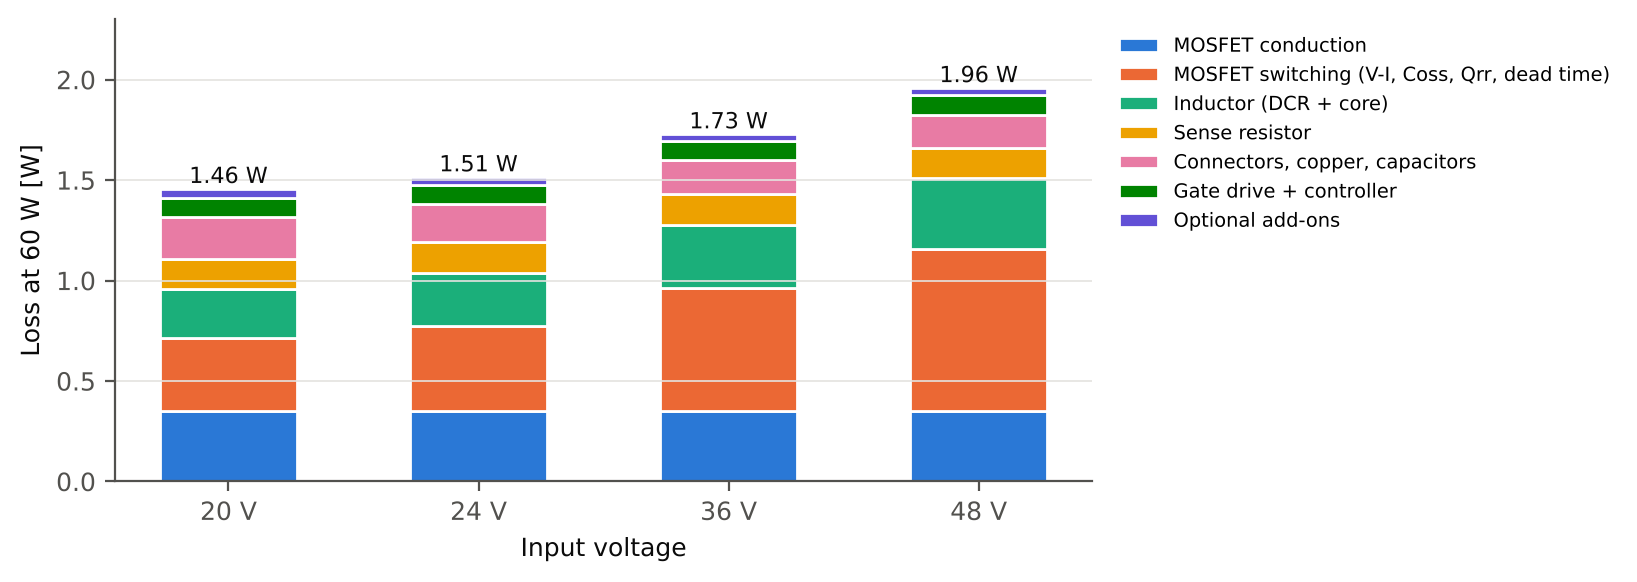 Loss at 60 W [W]
2.0
1.5
1.0
0.5
0.0
1.46 W
1.51 W
1.73 W
1.96 W
20 V
24 V
36 V
48 V
Input voltage
MOSFET conduction
MOSFET switching (V-I, Coss, Qrr, dead time)
Inductor (DCR + core)
Sense resistor
Connectors, copper, capacitors
Gate drive + controller
Optional add-ons